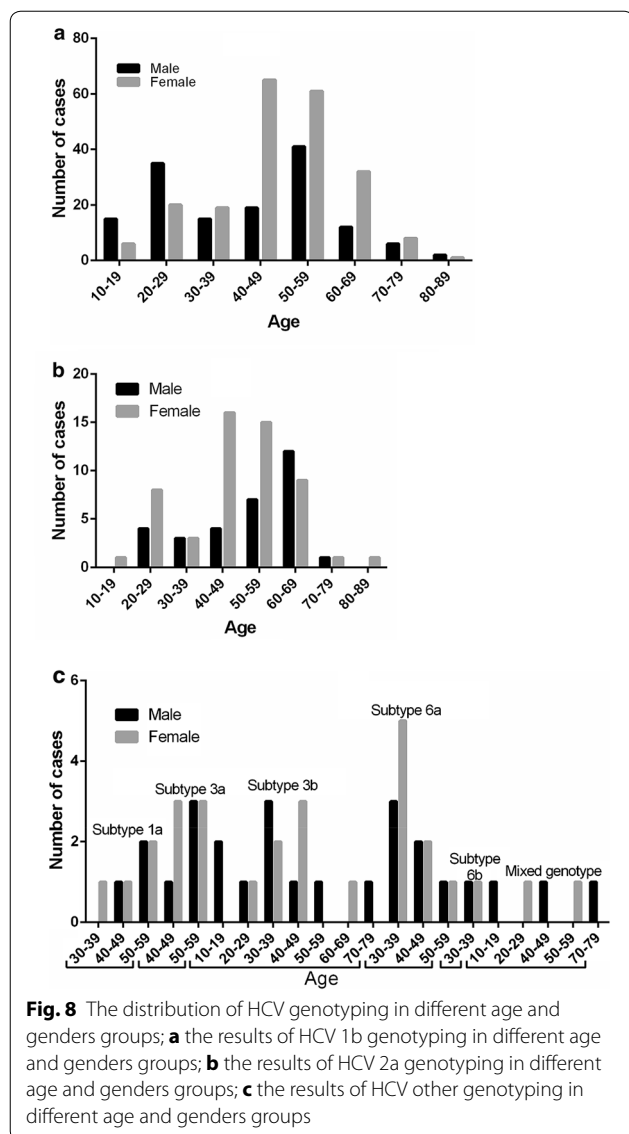 a
80
60
40
20
0
Number of cases
Male
Female
10-19
20-29
30-39
40-49
50-59
60-69
70-79
80-89
Age
b
20
15
10
5
0
Number of cases
Male
Female
10-19
20-29
30-39
40-49
50-59
60-69
70-79
80-89
Age
c
6
4
2
0
Number of cases
Male
Female
Subtype 1a
Subtype 3a
Subtype 3b
Subtype 6a
Subtype
6b
Mixed genotype
30-39
40-49
50-59
40-49
50-59
10-19
20-29
30-39
40-49
50-59
60-69
70-79
30-39
40-49
50-59
30-39
10-19
20-29
40-49
50-59
70-79
Age
Fig. 8 The distribution of HCV genotyping in different age and
genders groups; a the results of HCV 1b genotyping in different age
and genders groups; b the results of HCV 2a genotyping in different
age and genders groups; c the results of HCV other genotyping in
different age and genders groups